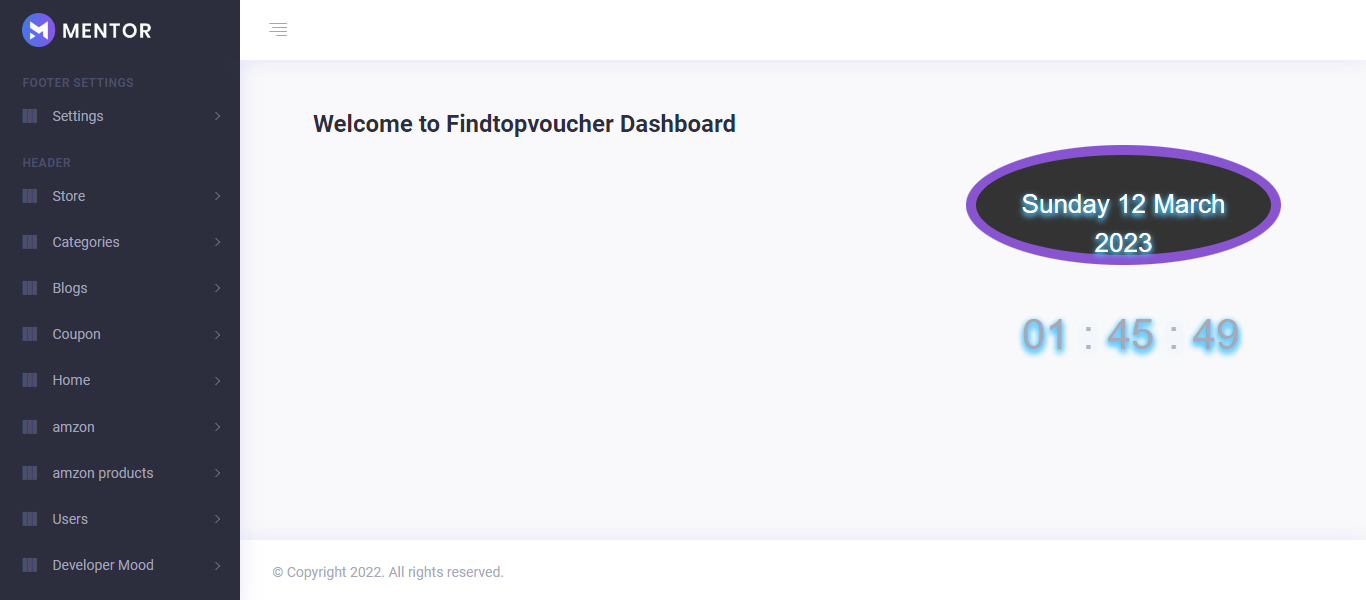 MENTOR
FOOTER SETTINGS
Settings
HEADER
Store
Categories
Blogs
Coupon
Home
amzon
amzon products
Users
Developer Mood
Welcome to Findtopvoucher Dashboard
Sunday 12 March
2023
01 : 45 : 49
© Copyright 2022. All rights reserved.